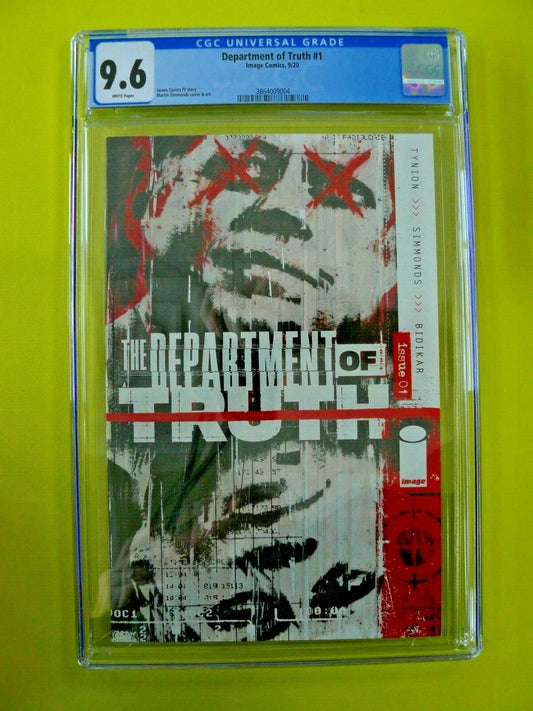 CGC UNIVERSAL GRADE
9.6
WHITE Pages
Department of Truth #1
Image Comics, 9/20
James Tynion IV story
Martin Simmonds cover & art
3864009004
CGC
TYNION >>> SIMMONDS >>> BIDIKAR
THE DEPARTMENT OF
TRUTH
issue 01
image